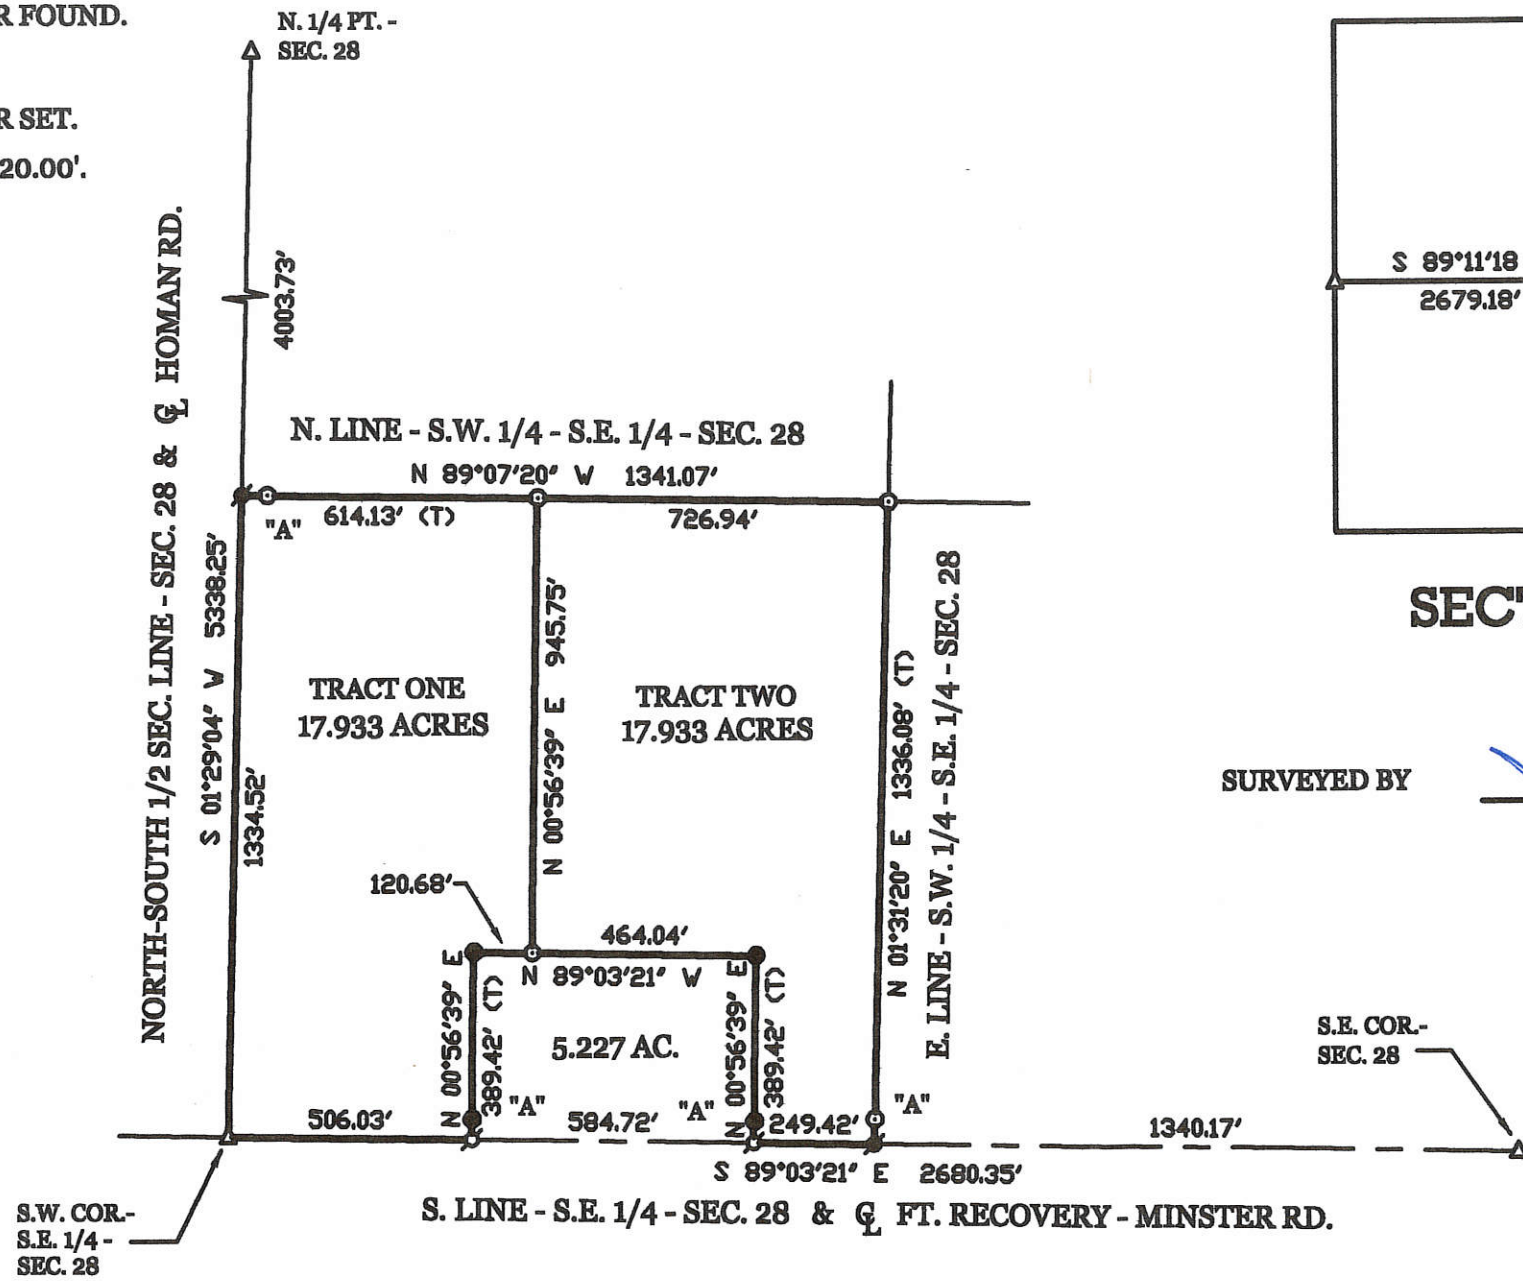 R FOUND.
N. 1/4 PT. -
SEC. 28
R SET.
20.00'.
NORTH-SOUTH 1/2 SEC. LINE - SEC. 28 & ℄ HOMAN RD.
4003.73'
S 01°29'04" W 5338.25'
1334.52'
N. LINE - S.W. 1/4 - S.E. 1/4 - SEC. 28
N 89°07'20" W 1341.07'
"A"
614.13' (T)
726.94'
TRACT ONE
17.933 ACRES
N 00°56'39" E 945.75'
TRACT TWO
17.933 ACRES
N 01°31'20" E 1336.08' (T)
E. LINE - S.W. 1/4 - S.E. 1/4 - SEC. 28
120.68'
464.04'
N 89°03'21" W
N 00°56'39" E
389.42' (T)
5.227 AC.
N 00°56'39" E
389.42' (T)
"A"
"A"
"A"
506.03'
584.72'
249.42'
1340.17'
S 89°03'21" E 2680.35'
S. LINE - S.E. 1/4 - SEC. 28 & ℄ FT. RECOVERY - MINSTER RD.
S.W. COR.-
S.E. 1/4 -
SEC. 28
S.E. COR.-
SEC. 28
S 89°11'18
2679.18'
SECT
SURVEYED BY